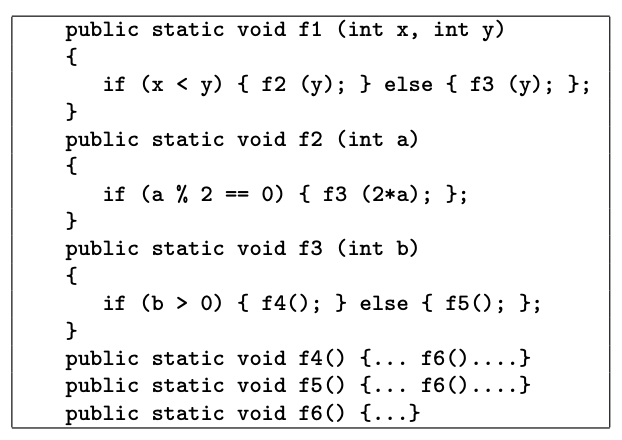 public static void f1 (int x, int y)
{
if (x < y) { f2 (y); } else { f3 (y); };
}
public static void f2 (int a)
{
if (a % 2 == 0) { f3 (2*a); };
}
public static void f3 (int b)
{
if (b > 0) { f4(); } else { f5(); };
}
public static void f4() {... f6()....}
public static void f5() {... f6()....}
public static void f6() {...}